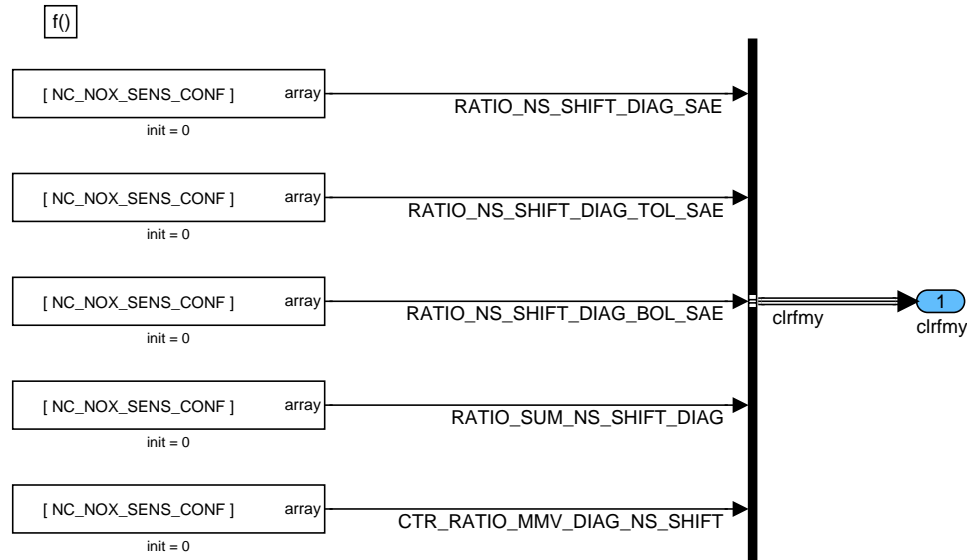 f()
[ NC_NOX_SENS_CONF ] array
init = 0
RATIO_NS_SHIFT_DIAG_SAE
[ NC_NOX_SENS_CONF ] array
init = 0
RATIO_NS_SHIFT_DIAG_TOL_SAE
[ NC_NOX_SENS_CONF ] array
init = 0
RATIO_NS_SHIFT_DIAG_BOL_SAE
clrfmy
1
clrfmy
[ NC_NOX_SENS_CONF ] array
init = 0
RATIO_SUM_NS_SHIFT_DIAG
[ NC_NOX_SENS_CONF ] array
init = 0
CTR_RATIO_MMV_DIAG_NS_SHIFT